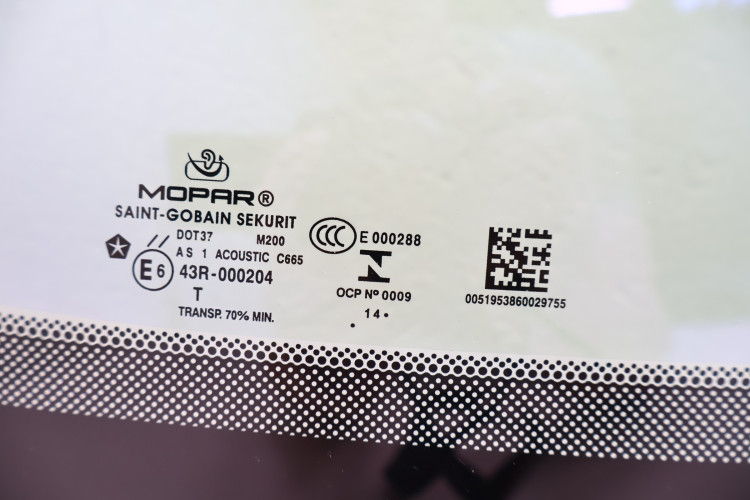 MOPAR®
SAINT-GOBAIN SEKURIT
DOT37 M200
AS 1 ACOUSTIC C665
E6 43R-000204
T
TRANSP. 70% MIN.
CCC E 000288
N
OCP Nº 0009
. 14 .
0051953860029755